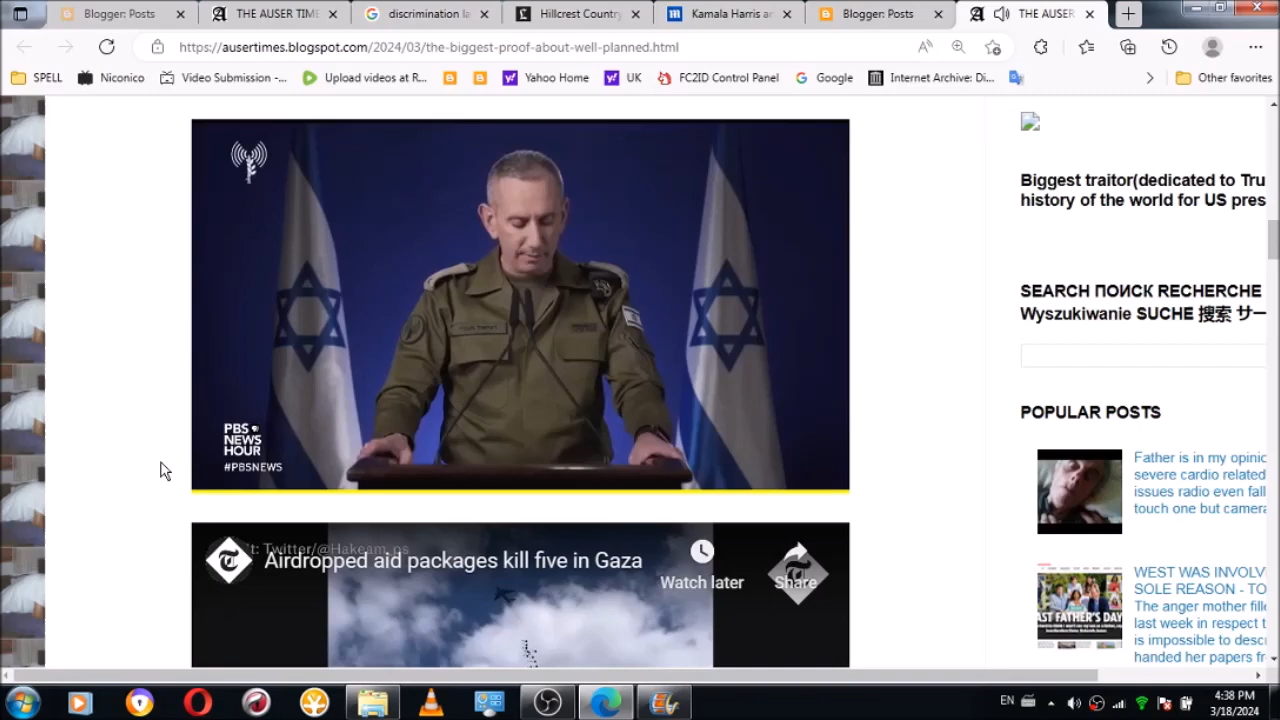 Blogger: Posts
THE AUSER TIME
discrimination la
Hillcrest Country
Kamala Harris ar
Blogger: Posts
THE AUSER
https://ausertimes.blogspot.com/2024/03/the-biggest-proof-about-well-planned.html
SPELL
Niconico
Video Submission -...
Upload videos at R...
Yahoo Home
UK
FC2ID Control Panel
Google
Internet Archive: Di...
Other favorites
Biggest traitor(dedicated to Tru
history of the world for US pres
PBS
NEWS
HOUR
#PBSNEWS
SEARCH ПОИСК RECHERCHE
Wyszukiwanie SUCHE 搜索 サー
POPULAR POSTS
Father is in my opinio
severe cardio related
issues radio even fall
touch one but camera
t: Twitter/@Hakeam_ps
Airdropped aid packages kill five in Gaza
Watch later
Share
WEST WAS INVOLV
SOLE REASON - TO
The anger mother fille
last week in respect t
is impossible to descr
handed her papers fr
AST FATHER'S DAY
EN
4:38 PM
3/18/2024